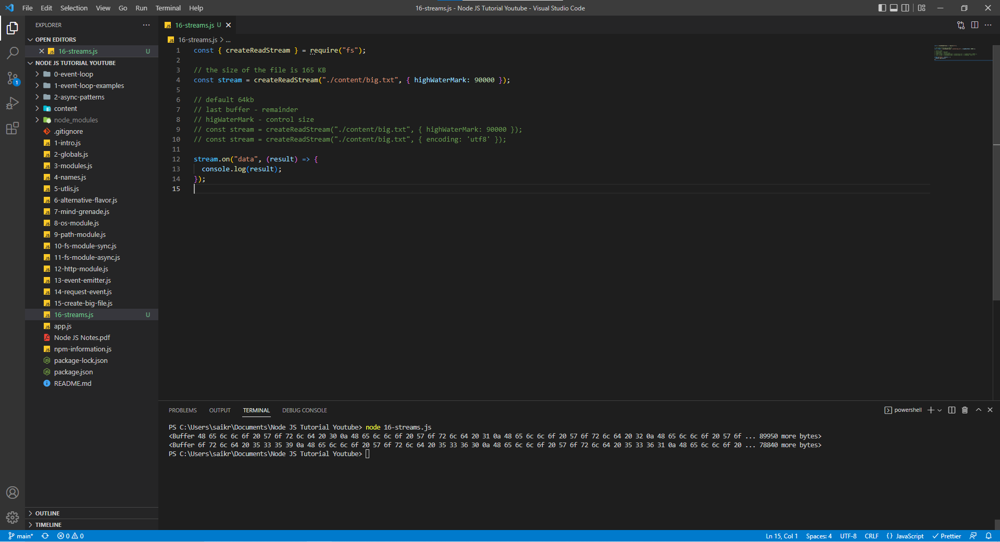 File Edit Selection View Go Run Terminal Help
16-streams.js - Node JS Tutorial Youtube - Visual Studio Code
EXPLORER
OPEN EDITORS
16-streams.js U
NODE JS TUTORIAL YOUTUBE
0-event-loop
1-event-loop-examples
2-async-patterns
content
node_modules
.gitignore
1-intro.js
2-globals.js
3-modules.js
4-names.js
5-utlis.js
6-alternative-flavor.js
7-mind-grenade.js
8-os-module.js
9-path-module.js
10-fs-module-sync.js
11-fs-module-async.js
12-http-module.js
13-event-emitter.js
14-request-event.js
15-create-big-file.js
16-streams.js U
app.js
Node JS Notes.pdf
npm-information.js
package-lock.json
package.json
README.md
OUTLINE
TIMELINE
1
16-streams.js U
16-streams.js > ...
1 const { createReadStream } = require("fs");
2
3 // the size of the file is 165 KB
4 const stream = createReadStream("./content/big.txt", { highWaterMark: 90000 });
5
6 // default 64kb
7 // last buffer - remainder
8 // higWaterMark - control size
9 // const stream = createReadStream("./content/big.txt", { highWaterMark: 90000 });
10 // const stream = createReadStream("./content/big.txt", { encoding: 'utf8' });
11
12 stream.on("data", (result) => {
13 console.log(result);
14 });
15
PROBLEMS OUTPUT TERMINAL DEBUG CONSOLE
powershell
PS C:\Users\saikr\Documents\Node JS Tutorial Youtube> node 16-streams.js
<Buffer 48 65 6c 6c 6f 20 57 6f 72 6c 64 20 30 0a 48 65 6c 6c 6f 20 57 6f 72 6c 64 20 31 0a 48 65 6c 6c 6f 20 57 6f 72 6c 64 20 32 0a 48 65 6c 6c 6f 20 57 6f ... 89950 more bytes>
<Buffer 6f 72 6c 64 20 35 33 35 39 0a 48 65 6c 6c 6f 20 57 6f 72 6c 64 20 35 33 36 30 0a 48 65 6c 6c 6f 20 57 6f 72 6c 64 20 35 33 36 31 0a 48 65 6c 6c 6f 20 ... 78840 more bytes>
PS C:\Users\saikr\Documents\Node JS Tutorial Youtube>
main* 0 0
Ln 15, Col 1 Spaces: 4 UTF-8 CRLF {} JavaScript Prettier